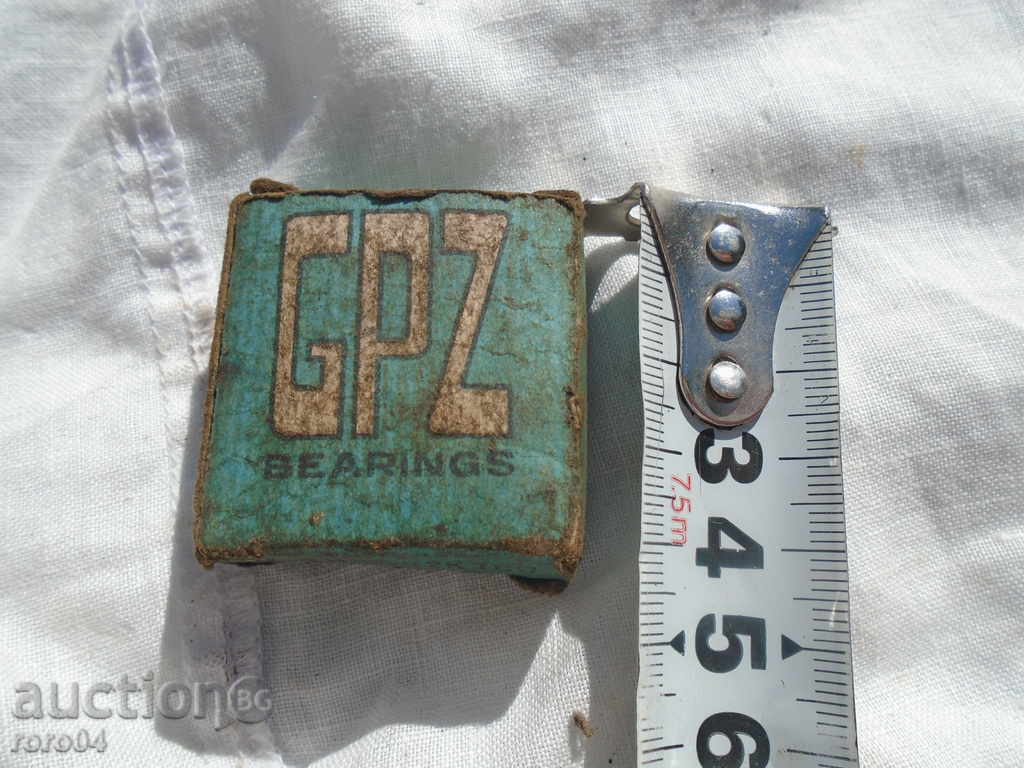 GPZ
BEARINGS
3
7.5m
4
5
6
auction BG
roro04